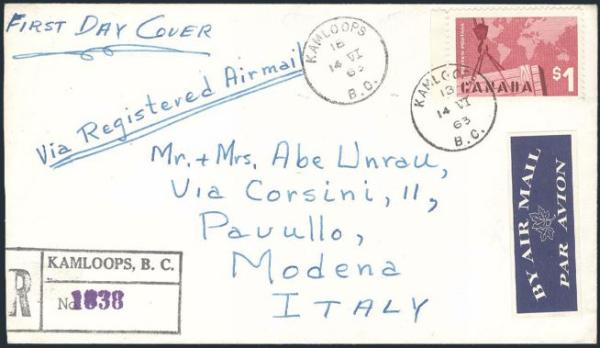 FIRST DAY COVER
Via Registered Airmail
KAMLOOPS
14 VI
63
B.C.
KAMLOOPS
13
14 VI
63
B.C.
CANADA
$1
Mr. + Mrs. Abe Unrau,
Via Corsini, 11,
Pavullo,
Modena
ITALY
BY AIR MAIL
PAR AVION
R
KAMLOOPS, B. C.
No.